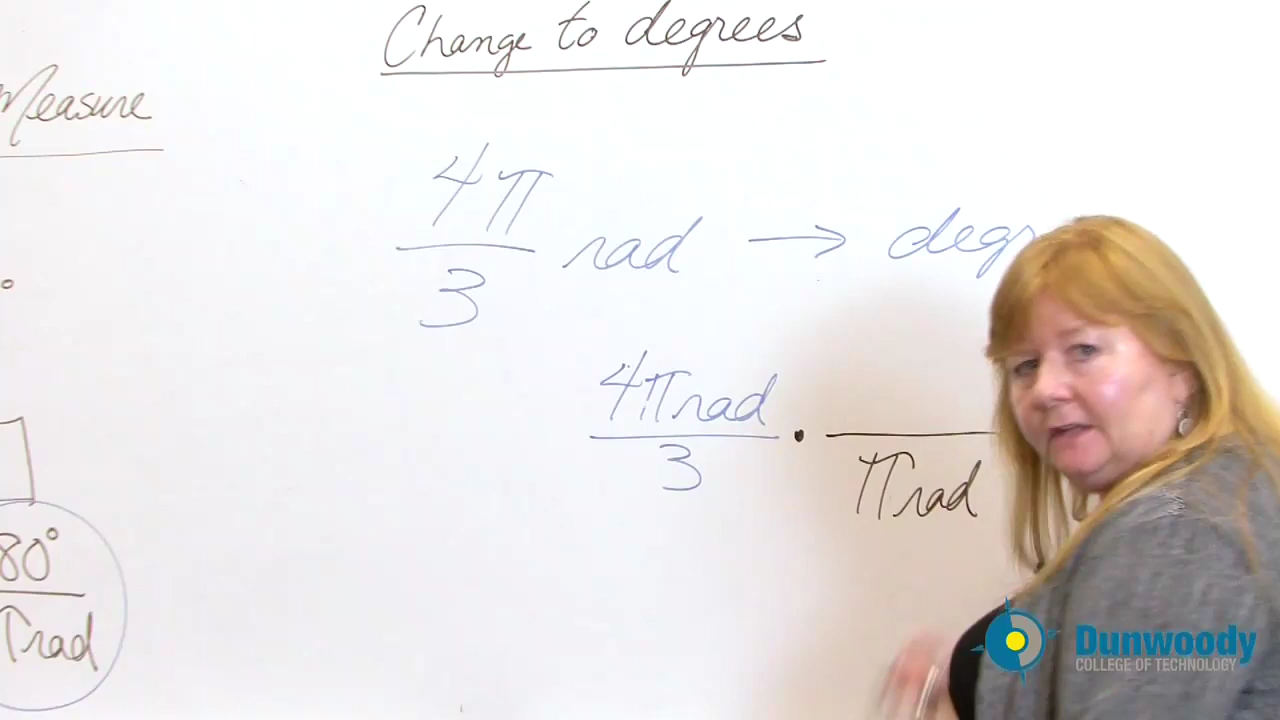 Change to degrees
Measure
4π
3
rad → degr
4π rad
3
·
π rad
80°
π rad
Dunwoody
COLLEGE OF TECHNOLOGY